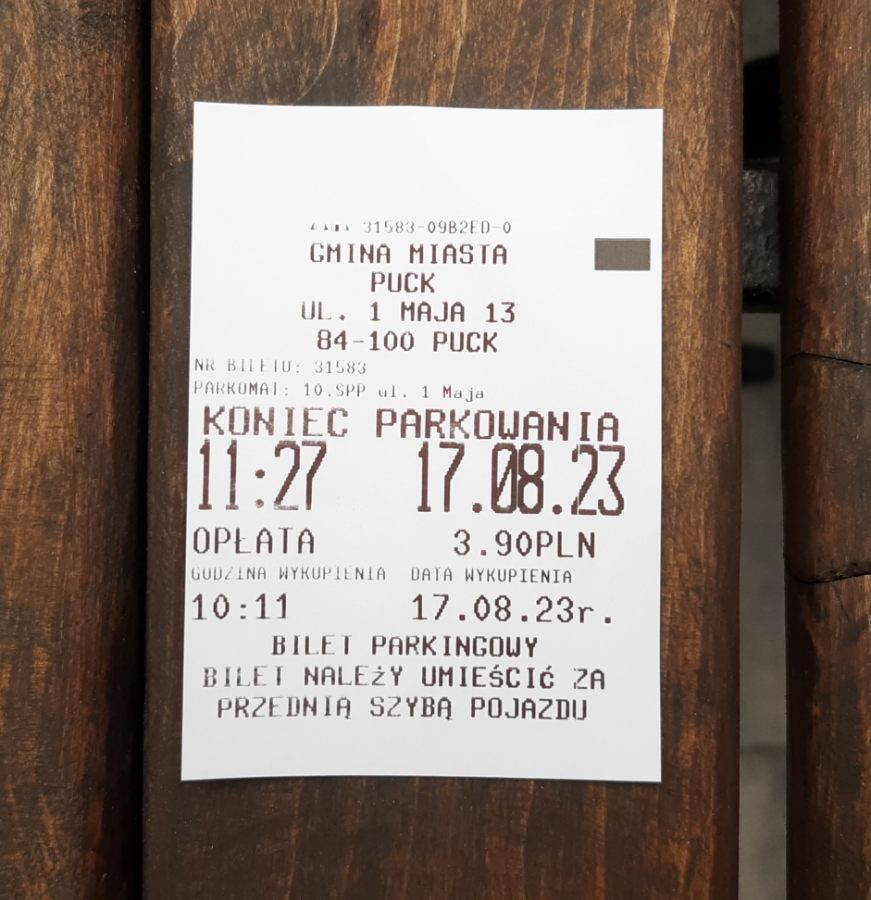 31583-09B2ED-0
GMINA MIASTA
PUCK
UL. 1 MAJA 13
84-100 PUCK
NR BILETU: 31583
PARKOMAT: 10.SPP ul. 1 Maja
KONIEC PARKOWANIA
11:27 17.08.23
OPŁATA 3.90PLN
GODZINA WYKUPIENIA DATA WYKUPIENIA
10:11 17.08.23r.
BILET PARKINGOWY
BILET NALEŻY UMIEŚCIĆ ZA
PRZEDNIĄ SZYBĄ POJAZDU